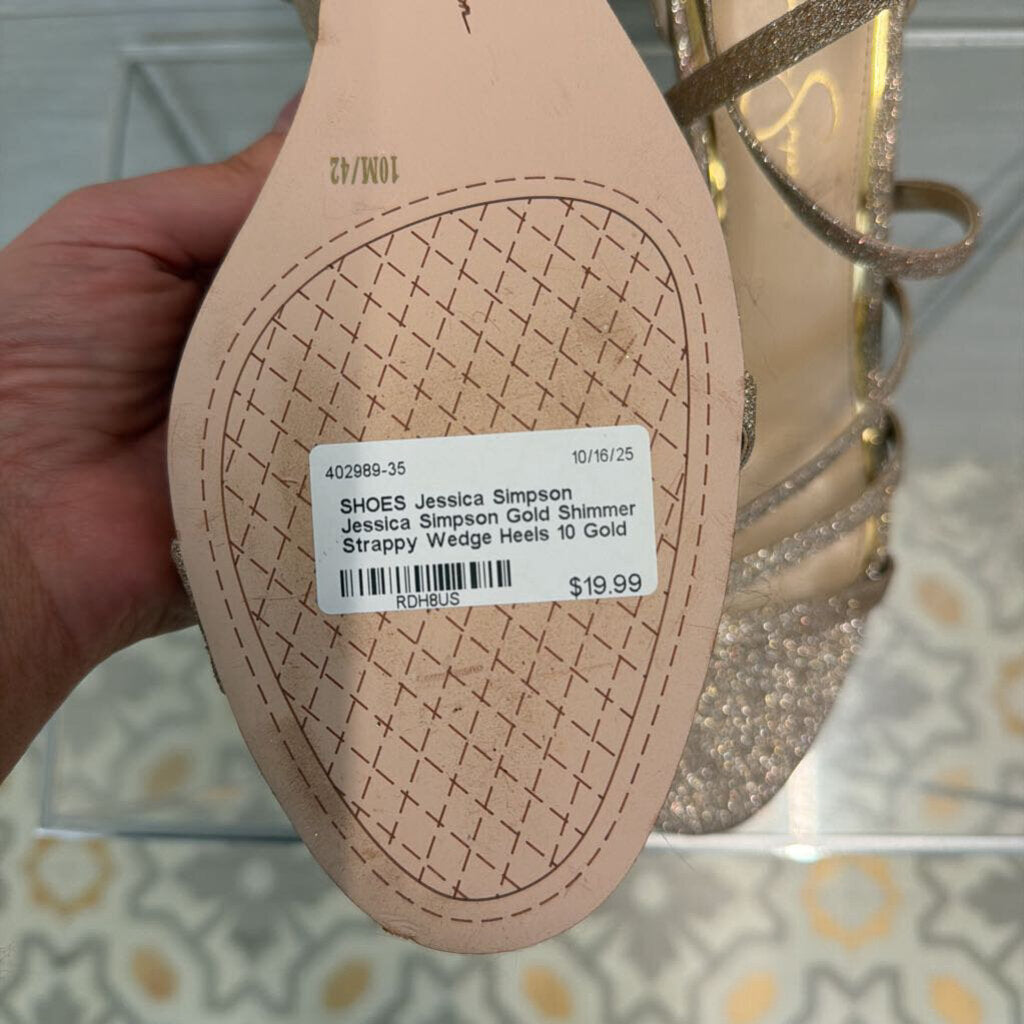 10M/42
402989-35
10/16/25
SHOES Jessica Simpson
Jessica Simpson Gold Shimmer
Strappy Wedge Heels 10 Gold
RDH8US
$19.99